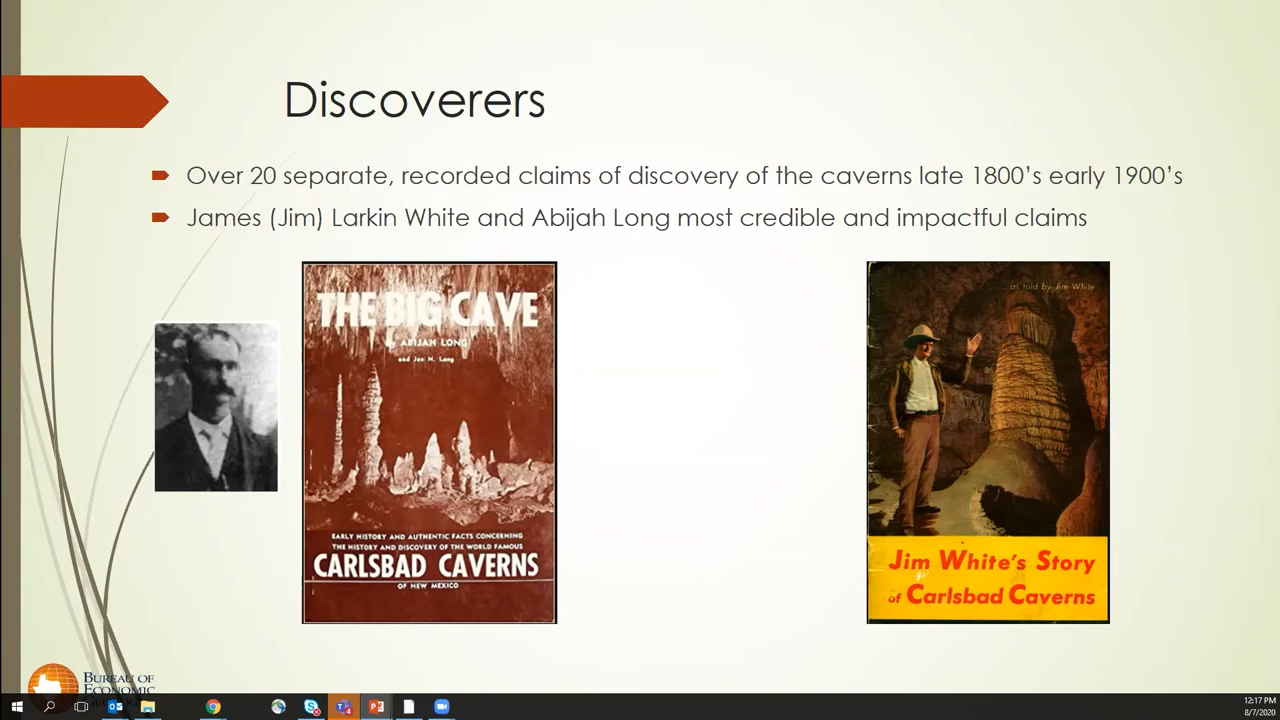 Discoverers
Over 20 separate, recorded claims of discovery of the caverns late 1800's early 1900's
James (Jim) Larkin White and Abijah Long most credible and impactful claims
THE BIG CAVE
by ABIJAH LONG
and Joe N. Long
EARLY HISTORY AND AUTHENTIC FACTS CONCERNING
THE HISTORY AND DISCOVERY OF THE WORLD FAMOUS
CARLSBAD CAVERNS
OF NEW MEXICO
as told by Jim White
Jim White's Story
of Carlsbad Caverns
BUREAU OF
ECONOMIC
12:17 PM
8/7/2020